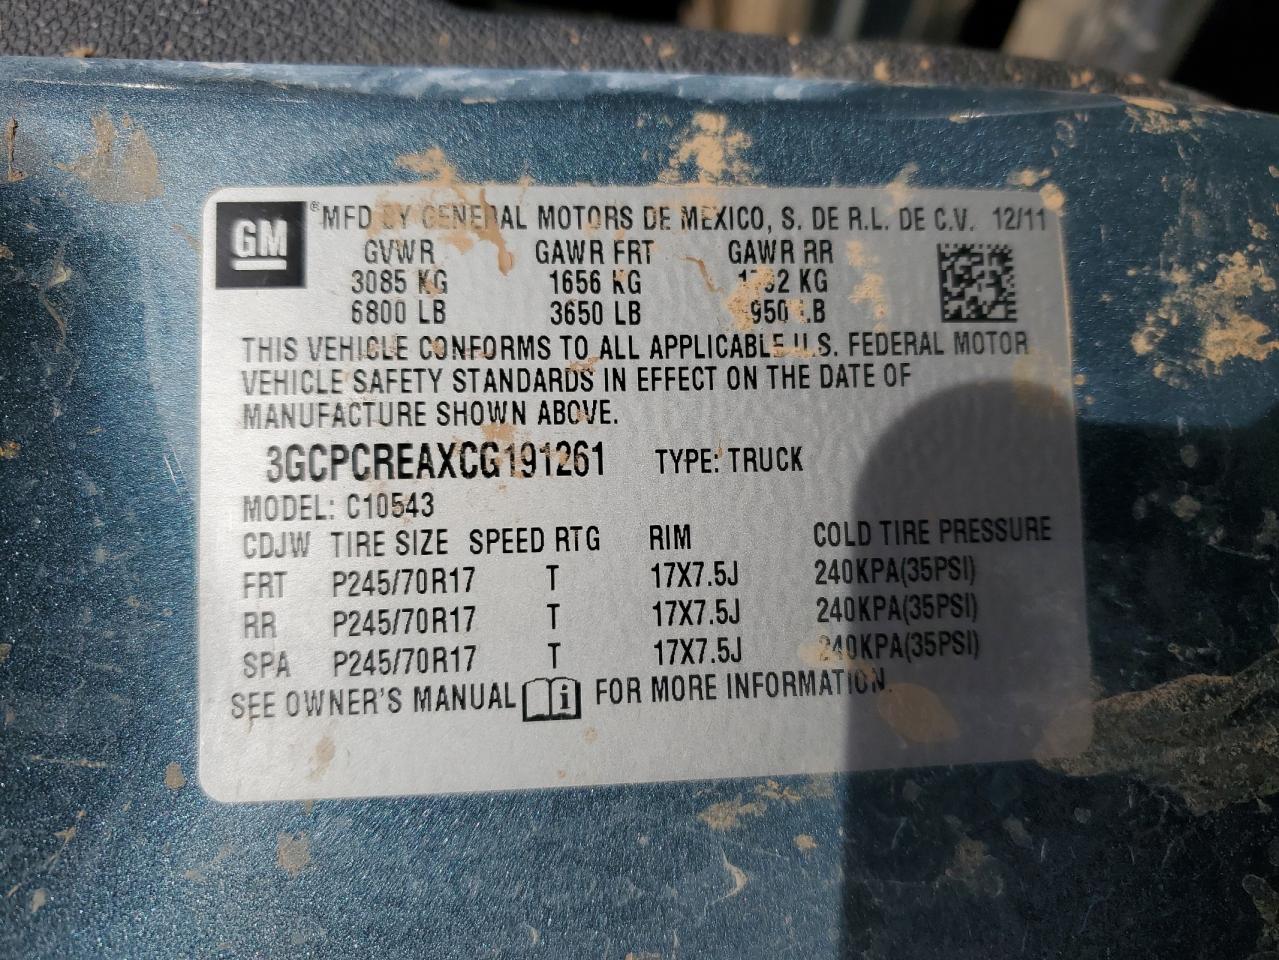 GM ® MFD BY GENERAL MOTORS DE MEXICO, S. DE R.L. DE C.V. 12/11
GVWR GAWR FRT GAWR RR
3085 KG 1656 KG KG
6800 LB 3650 LB LB
THIS VEHICLE CONFORMS TO ALL APPLICABLE U.S. FEDERAL MOTOR
VEHICLE SAFETY STANDARDS IN EFFECT ON THE DATE OF
MANUFACTURE SHOWN ABOVE.
3GCPCREAXCG191261 TYPE: TRUCK
MODEL: C10543
CDJW TIRE SIZE SPEED RTG RIM COLD TIRE PRESSURE
FRT P245/70R17 T 17X7.5J 240KPA(35PSI)
RR P245/70R17 T 17X7.5J 240KPA(35PSI)
SPA P245/70R17 T 17X7.5J 240KPA(35PSI)
SEE OWNER'S MANUAL i FOR MORE INFORMATION.